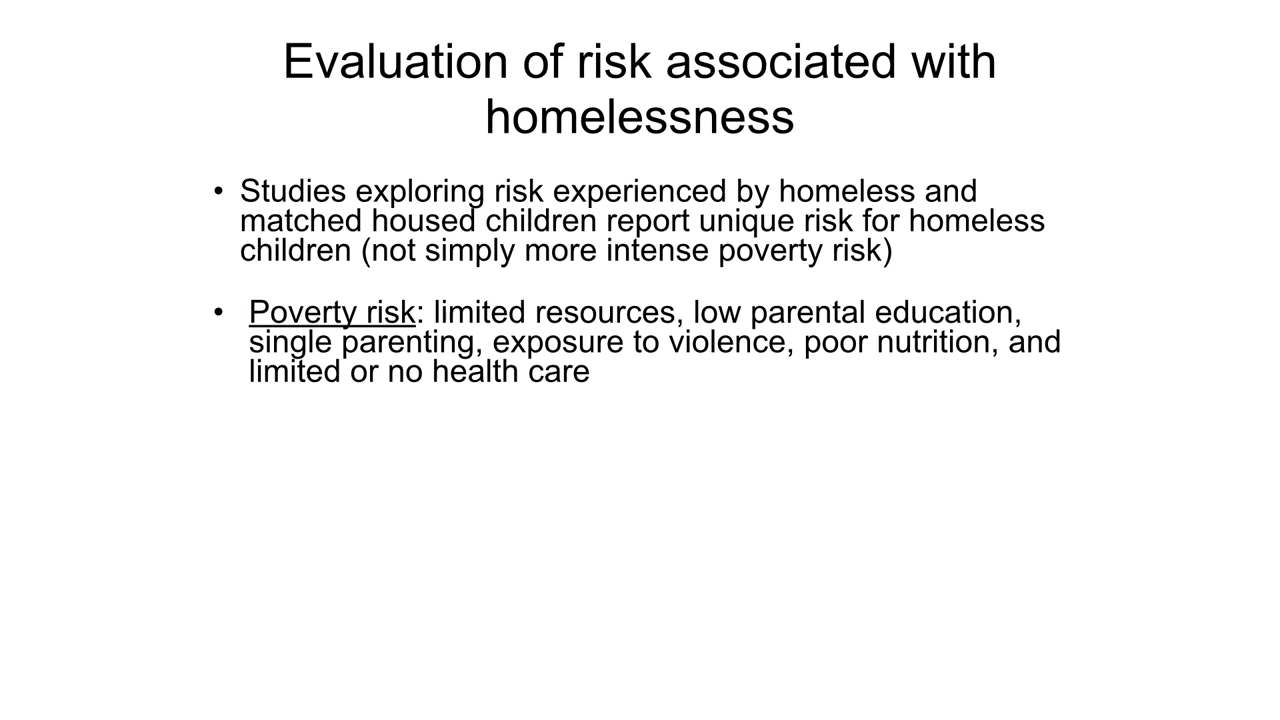 Evaluation of risk associated with
homelessness
• Studies exploring risk experienced by homeless and
matched housed children report unique risk for homeless
children (not simply more intense poverty risk)
• Poverty risk: limited resources, low parental education,
single parenting, exposure to violence, poor nutrition, and
limited or no health care